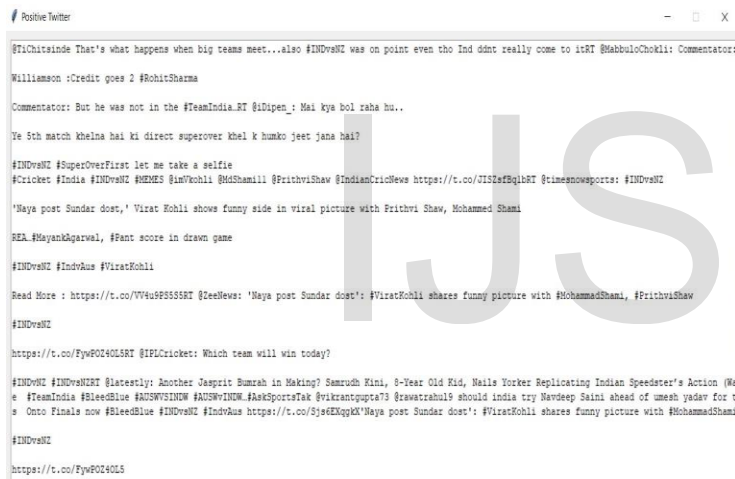 Positive Twitter
@TiChitsinde That's what happens when big teams meet...also #INDvsNZ was on point even tho Ind ddnt really come to itRT @MabbuloChokli: Commentator:
Williamson :Credit goes 2 #RohitSharma
Commentator: But he was not in the #TeamIndia…RT @iDipen_: Mai kya bol raha hu..
Ye 5th match khelna hai ki direct superover khel k humko jeet jana hai?
#INDvsNZ #SuperOverFirst let me take a selfie
#Cricket #India #INDvsNZ #MEMES @imVkohli @MdShami11 @PrithviShaw @IndianCricNews https://t.co/JISZsfBqlbRT @timesnowsports: #INDvsNZ
'Naya post Sundar dost,' Virat Kohli shows funny side in viral picture with Prithvi Shaw, Mohammed Shami
REA…#MayankAgarwal, #Pant score in drawn game
#INDvsNZ #IndvAus #ViratKohli
Read More : https://t.co/VV4u9PS5S5RT @ZeeNews: 'Naya post Sundar dost': #ViratKohli shares funny picture with #MohammadShami, #PrithviShaw
#INDvsNZ
https://t.co/FywPOZ4OL5RT @IPLCricket: Which team will win today?
#INDvNZ #INDvsNZRT @latestly: Another Jasprit Bumrah in Making? Samrudh Kini, 8-Year Old Kid, Nails Yorker Replicating Indian Speedster's Action (Wa
e #TeamIndia #BleedBlue #AUSWVSINDW #AUSWvINDW…#AskSportsTak @vikrantgupta73 @rawatrahul9 should india try Navdeep Saini ahead of umesh yadav for t
s Onto Finals now #BleedBlue #INDvsNZ #IndvAus https://t.co/Sjs6EXqgkX'Naya post Sundar dost': #ViratKohli shares funny picture with #MohammadShami
#INDvsNZ
https://t.co/FywPOZ4OL5
IJS